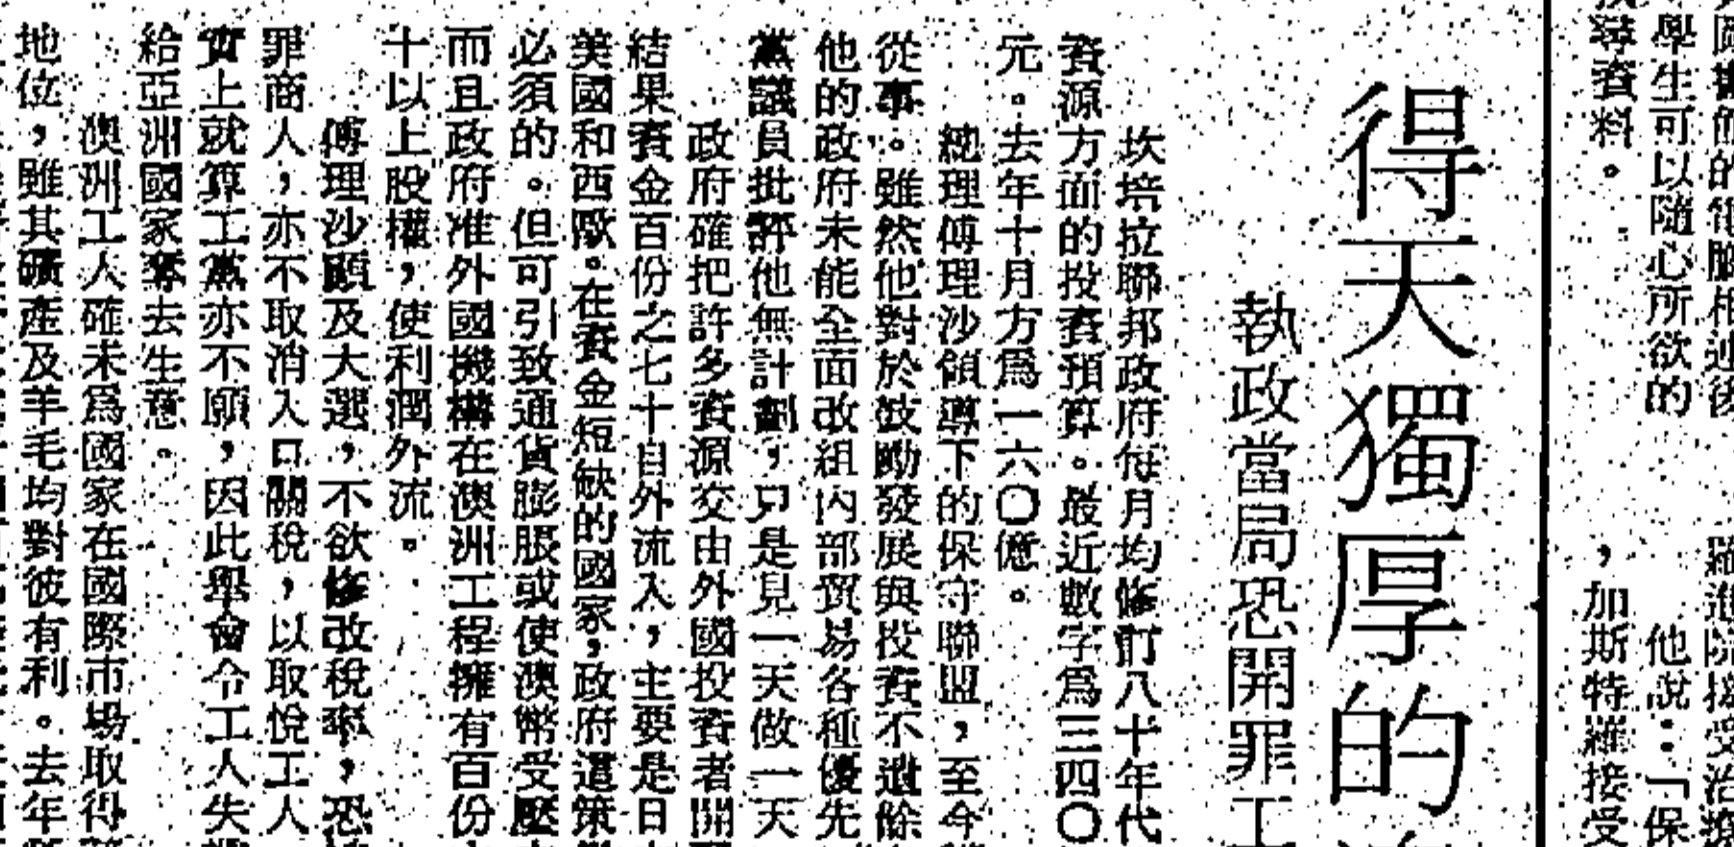 學生可以隨心所欲的
尋資料。
他說：「保
，加斯特羅接受
得天獨厚的
執政當局恐開罪工
坎培拉聯邦政府每月均修訂八十年代
資源方面的投資預算。最近數字爲三四〇
元。去年十月方爲一六〇億。
總理傅理沙領導下的保守聯盟，至今
從事。雖然他對於鼓勵發展與投資不遺餘
他的政府未能全面改組內部貿易各種優先
黨議員批評他無計劃，只是見一天做一天
政府確把許多資源交由外國投資者開
結果資金百份之七十自外流入，主要是日
美國和西歐。在資金短缺的國家，政府還策
必須的。但可引致通貨膨脹或使澳幣受壓
而且政府准外國機構在澳洲工程擁有百份
十以上股權，使利潤外流。
傅理沙顧及大選，不欲修改稅率，恐
罪商人，亦不取消入口關稅，以取悅工人
實上就算工黨亦不願，因此舉會令工人失
給亞洲國家奪去生意。
澳洲工人確未爲國家在國際市場取得
地位，雖其礦產及羊毛均對彼有利。去年